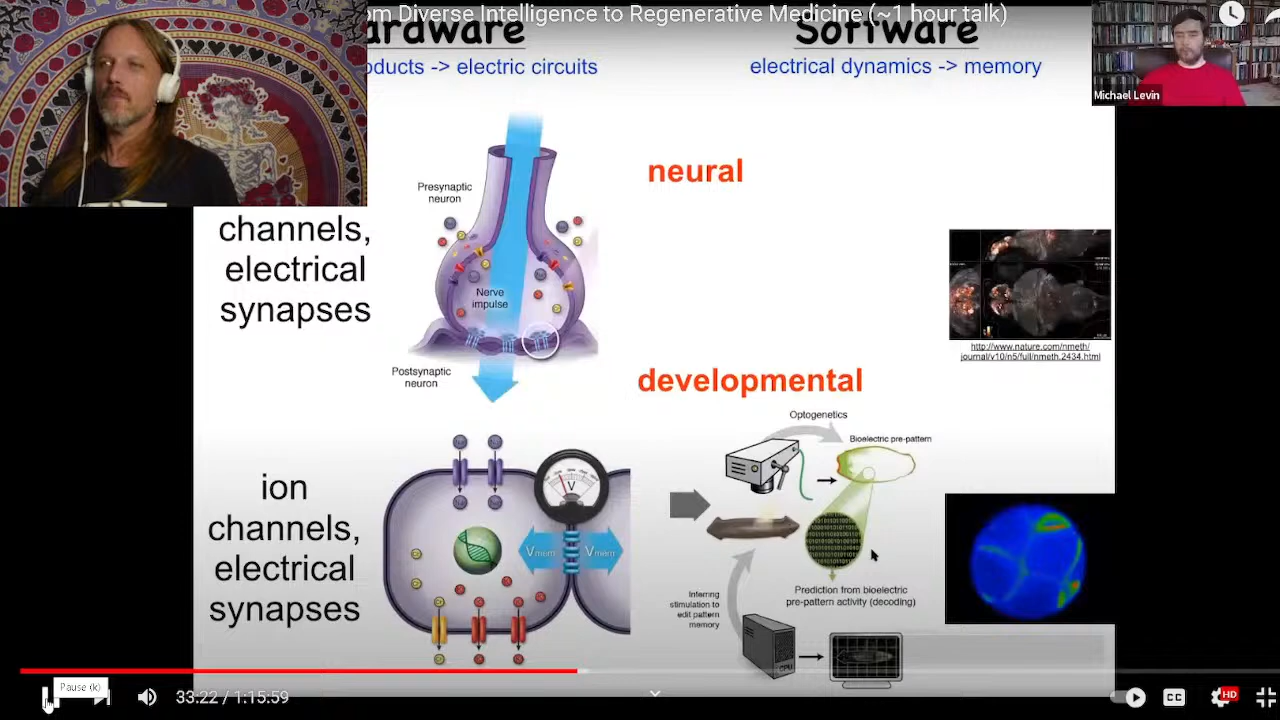 om Diverse Intelligence to Regenerative Medicine (~1 hour talk)
ardware
Software
oducts -> electric circuits
electrical dynamics -> memory
Michael Levin
neural
Presynaptic
neuron
channels,
electrical
synapses
Nerve
impulse
Postsynaptic
neuron
http://www.nature.com/nmeth/
journal/v10/n5/full/nmeth.2434.html
developmental
Optogenetics
Bioelectric pre-pattern
ion
channels,
electrical
synapses
V
Vmem
Vmem
Prediction from bioelectric
pre-pattern activity (decoding)
Inferring
stimulation to
edit pattern
memory
CPU
Pause (k)
33:22 / 1:15:59
CC
HD